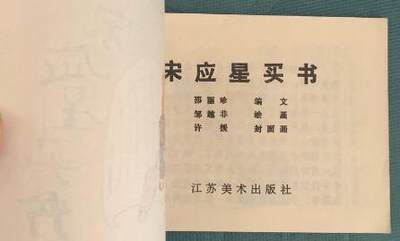 宋应星买书
邵丽珍 编文
邹越非 绘画
许援 封面画
江苏美术出版社